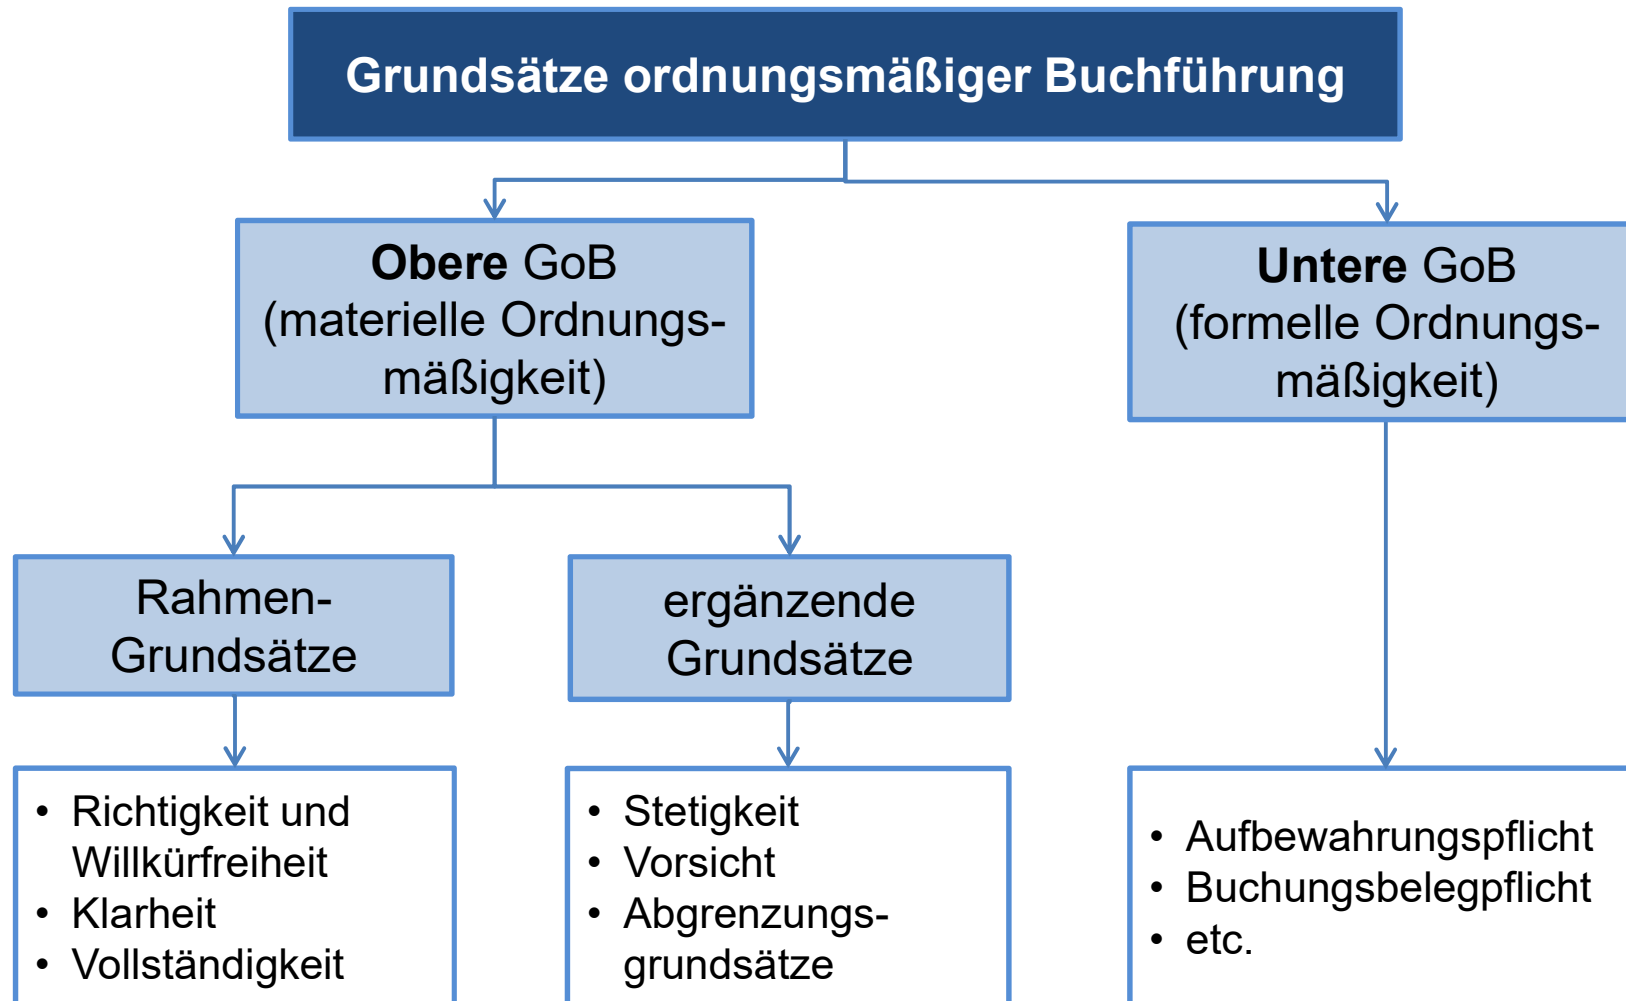 Grundsätze ordnungsmäßiger Buchführung
Obere GoB
(materielle Ordnungs-
mäßigkeit)
Untere GoB
(formelle Ordnungs-
mäßigkeit)
Rahmen-
Grundsätze
ergänzende
Grundsätze
• Richtigkeit und
Willkürfreiheit
• Klarheit
• Vollständigkeit
• Stetigkeit
• Vorsicht
• Abgrenzungs-
grundsätze
• Aufbewahrungspflicht
• Buchungsbelegpflicht
• etc.